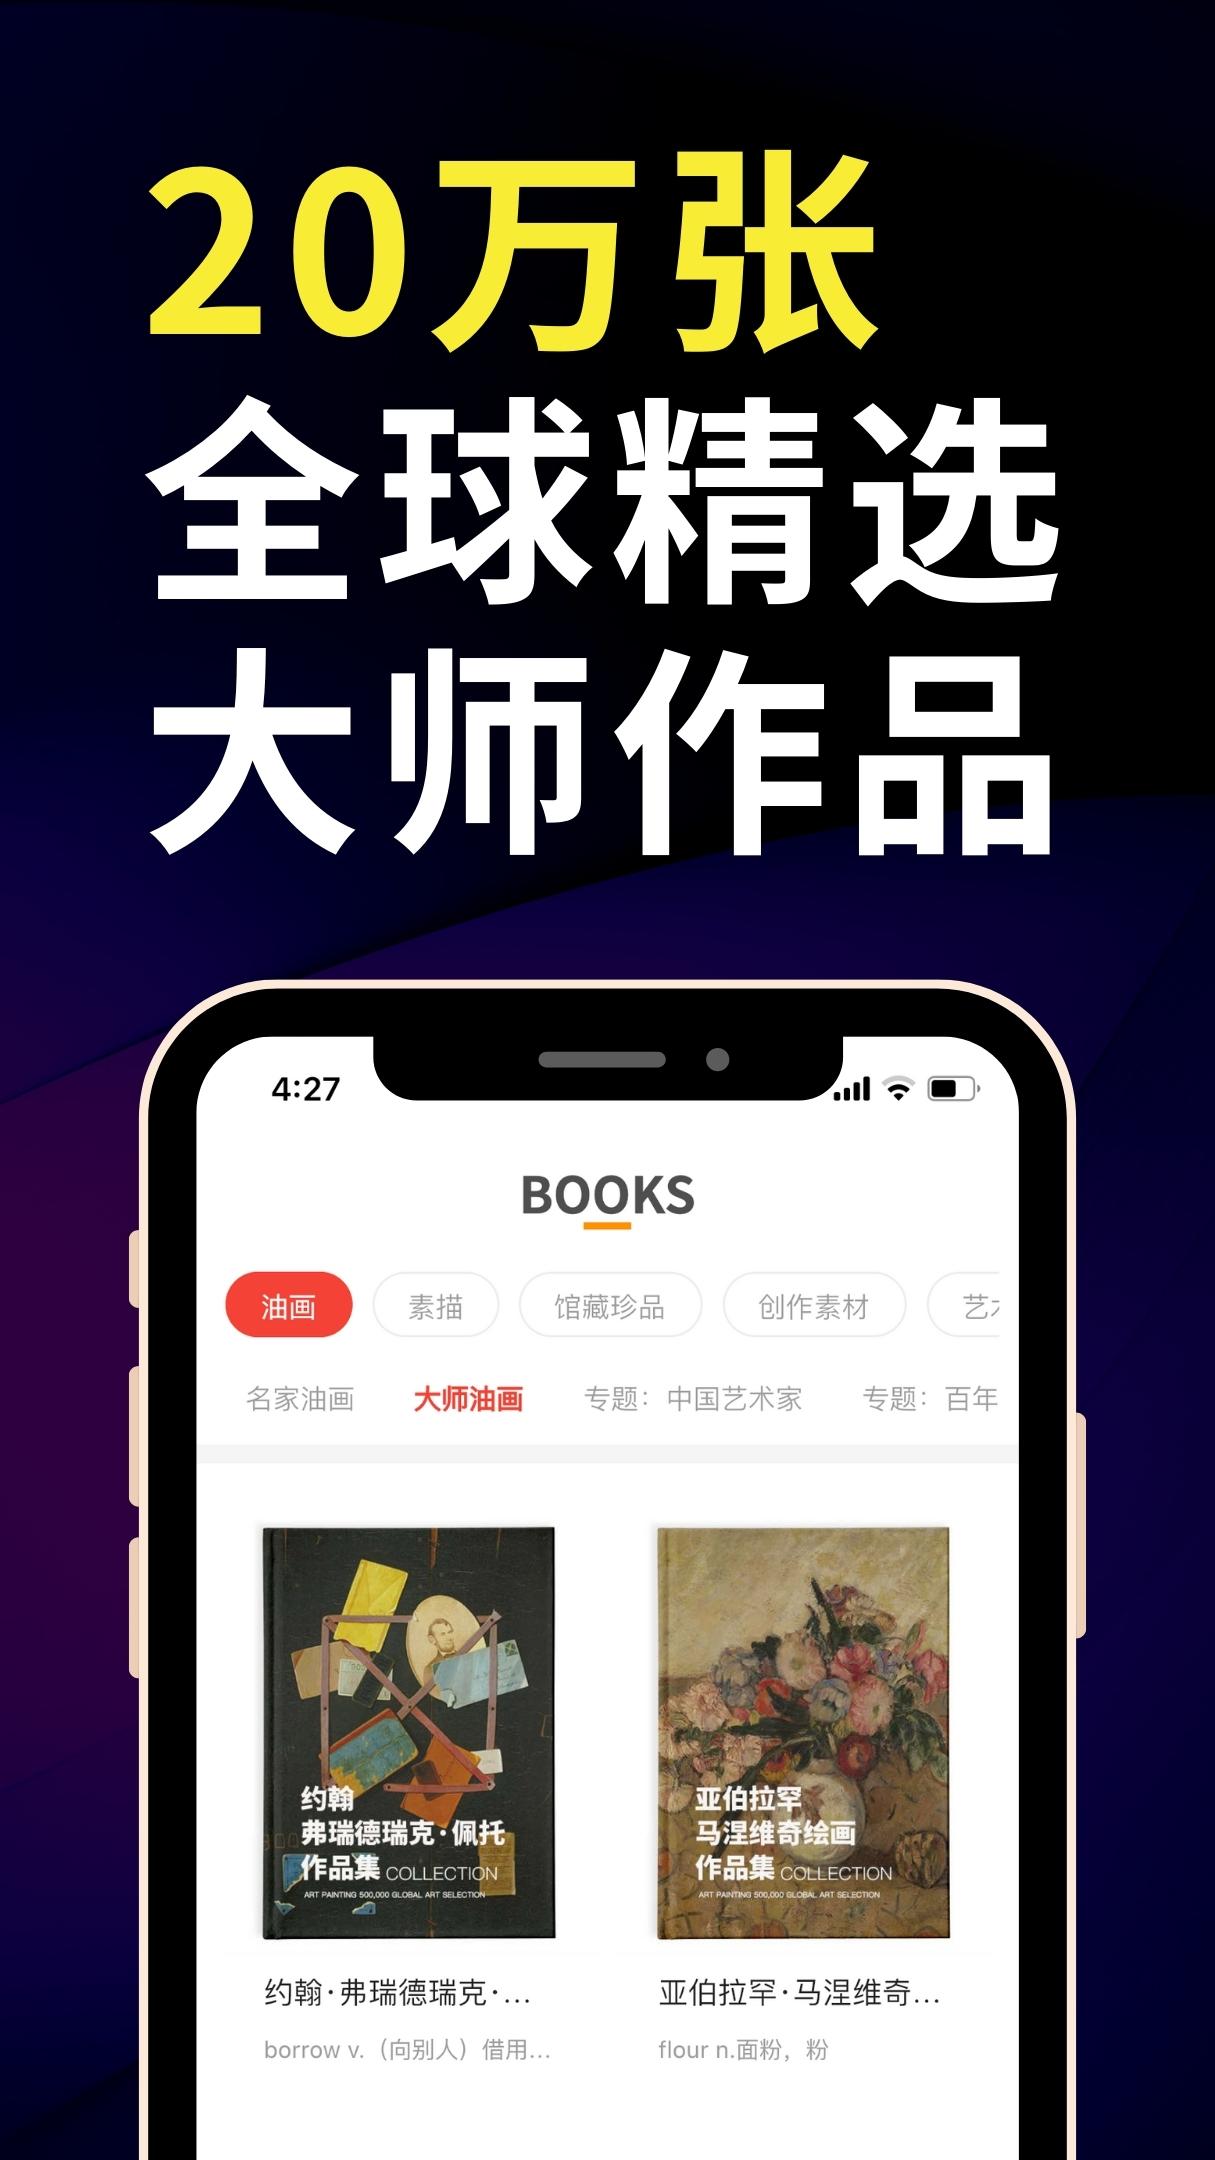 20万张
全球精选
大师作品
4:27
BOOKS
油画 素描 馆藏珍品 创作素材 艺
名家油画 大师油画 专题：中国艺术家 专题：百年
约翰
弗瑞德瑞克·佩托
作品集 COLLECTION
ART PAINTING 500,000 GLOBAL ART SELECTION
亚伯拉罕
马涅维奇绘画
作品集 COLLECTION
ART PAINTING 500,000 GLOBAL ART SELECTION
约翰·弗瑞德瑞克·...
亚伯拉罕·马涅维奇...
borrow v.（向别人）借用...
flour n.面粉，粉